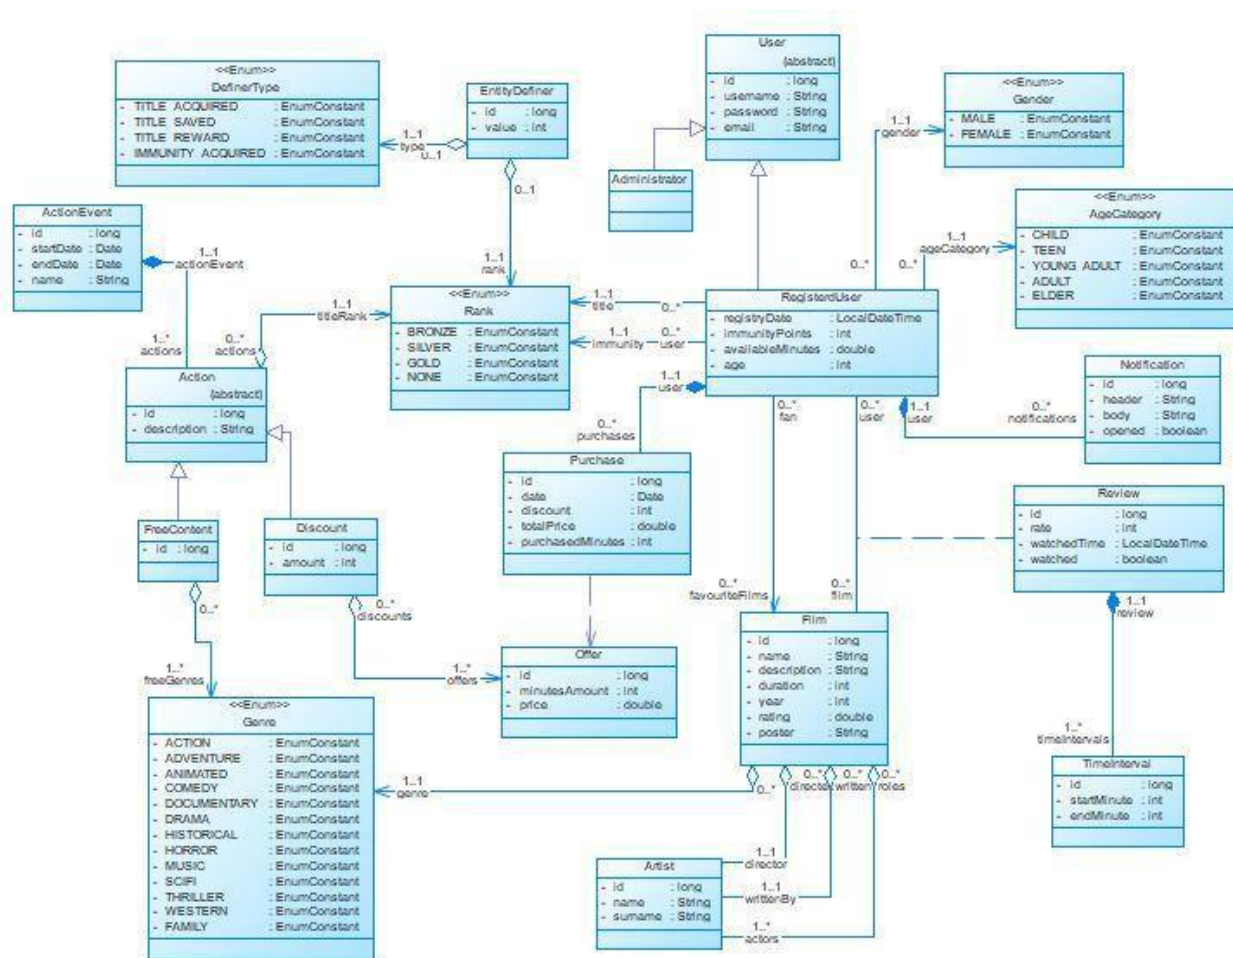 User
(abstract)
- id : long
- username : String
- password : String
- email : String
<<Enum>>
DefinerType
- TITLE ACQUIRED : EnumConstant
- TITLE SAVED : EnumConstant
- TITLE REWARD : EnumConstant
- IMMUNITY ACQUIRED : EnumConstant
EntityDefiner
- id : long
- value : int
1..1
type
0..1
0..1
1..1
rank
<<Enum>>
Gender
- MALE : EnumConstant
- FEMALE : EnumConstant
1..1
gender
0..*
Administrator
<<Enum>>
AgeCategory
- CHILD : EnumConstant
- TEEN : EnumConstant
- YOUNG ADULT : EnumConstant
- ADULT : EnumConstant
- ELDER : EnumConstant
1..1
ageCategory
0..*
ActionEvent
- id : long
- startDate : Date
- endDate : Date
- name : String
1..1
actionEvent
1..*
actions
1..1
titleRank
0..*
actions
<<Enum>>
Rank
- BRONZE : EnumConstant
- SILVER : EnumConstant
- GOLD : EnumConstant
- NONE : EnumConstant
1..1
title
0..*
user
1..1
immunity
0..*
user
RegisterdUser
- registryDate : LocalDateTime
- immunityPoints : int
- availableMinutes : double
- age : int
Action
(abstract)
- id : long
- description : String
1..1
user
0..*
purchases
0..*
fan
0..*
user
1..1
user
0..*
notifications
Notification
- id : long
- header : String
- body : String
- opened : boolean
Purchase
- id : long
- date : Date
- discount : int
- totalPrice : double
- purchasedMinutes : int
Review
- id : long
- rate : int
- watchedTime : LocalDateTime
- watched : boolean
FreeContent
- id : long
Discount
- id : long
- amount : int
0..*
0..*
discounts
0..*
favouriteFilms
0..*
film
1..1
review
1..*
freeGenres
1..*
offers
Offer
- id : long
- minutesAmount : int
- price : double
Film
- id : long
- name : String
- description : String
- duration : int
- year : int
- rating : double
- poster : String
1..*
timeIntervals
TimeInterval
- id : long
- startMinute : int
- endMinute : int
<<Enum>>
Genre
- ACTION : EnumConstant
- ADVENTURE : EnumConstant
- ANIMATED : EnumConstant
- COMEDY : EnumConstant
- DOCUMENTARY : EnumConstant
- DRAMA : EnumConstant
- HISTORICAL : EnumConstant
- HORROR : EnumConstant
- MUSIC : EnumConstant
- SCIFI : EnumConstant
- THRILLER : EnumConstant
- WESTERN : EnumConstant
- FAMILY : EnumConstant
1..1
genre
0..*
0..*
0..*
written
0..*
roles
Artist
- id : long
- name : String
- surname : String
1..1
director
1..1
writtenBy
1..*
actors